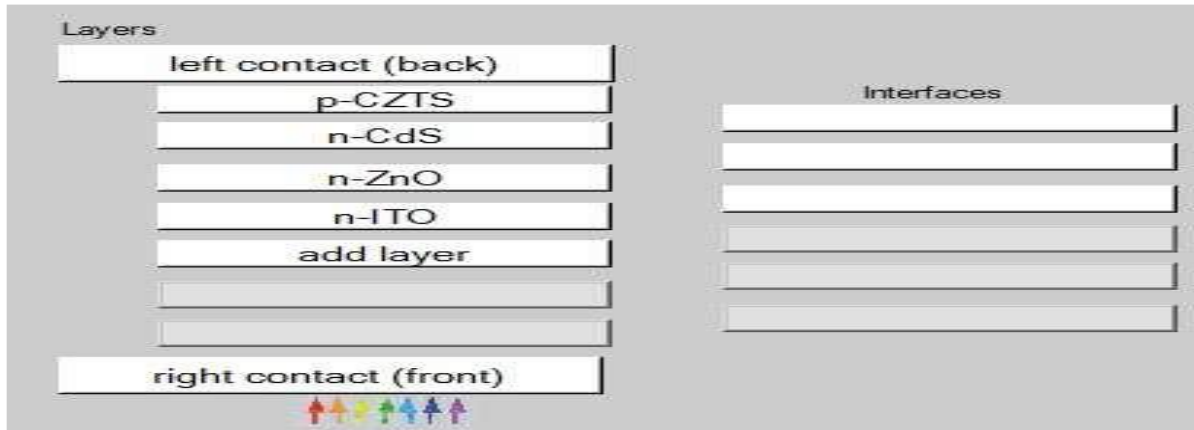 Layers
left contact (back)
p-CZTS
n-CdS
n-ZnO
n-ITO
add layer
right contact (front)
Interfaces